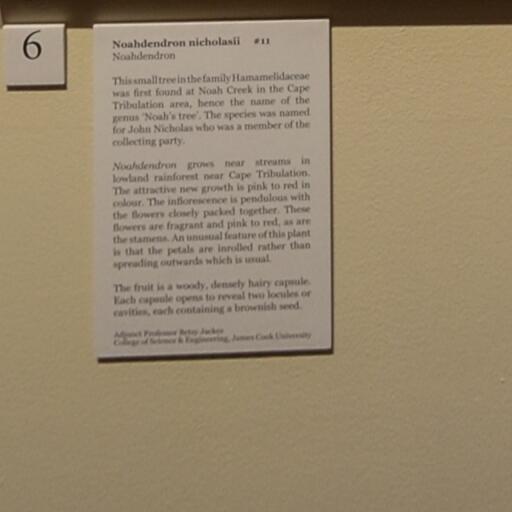 6
Noahdendron nicholasii #11
Noahdendron
This small tree in the family Hamamelidaceae
was first found at Noah Creek in the Cape
Tribulation area, hence the name of the
genus 'Noah's tree'. The species was named
for John Nicholas who was a member of the
collecting party.
Noahdendron grows near streams in
lowland rainforest near Cape Tribulation.
The attractive new growth is pink to red in
colour. The inflorescence is pendulous with
the flowers closely packed together. These
flowers are fragrant and pink to red, as are
the stamens. An unusual feature of this plant
is that the petals are inrolled rather than
spreading outwards which is usual.
The fruit is a woody, densely hairy capsule.
Each capsule opens to reveal two locules or
cavities, each containing a brownish seed.
Adjunct Professor Betsy Jackes
College of Science & Engineering, James Cook University